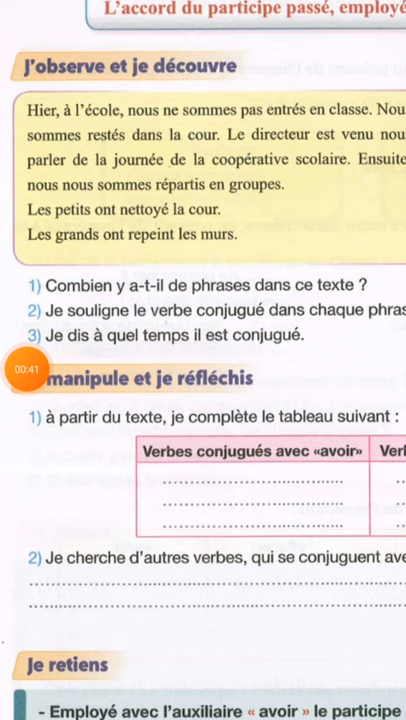 L'accord du participe passé, employé
J'observe et je découvre
Hier, à l'école, nous ne sommes pas entrés en classe. Nou
sommes restés dans la cour. Le directeur est venu nou
parler de la journée de la coopérative scolaire. Ensuite
nous nous sommes répartis en groupes.
Les petits ont nettoyé la cour.
Les grands ont repeint les murs.
1) Combien y a-t-il de phrases dans ce texte ?
2) Je souligne le verbe conjugué dans chaque phras
3) Je dis à quel temps il est conjugué.
00:41
manipule et je réfléchis
1) à partir du texte, je complète le tableau suivant :
Verbes conjugués avec «avoir» Verl
2) Je cherche d'autres verbes, qui se conjuguent ave
Je retiens
- Employé avec l'auxiliaire « avoir » le participe